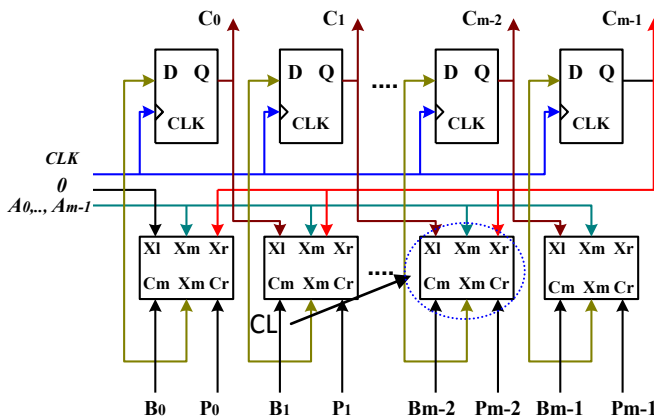 C0 C1 Cm-2 Cm-1
D Q D Q .... D Q D Q
CLK CLK CLK CLK
CLK
0
A0,.., Am-1
Xl Xm Xr Xl Xm Xr Xl Xm Xr Xl Xm Xr
....
Cm Xm Cr Cm Xm Cr Cm Xm Cr Cm Xm Cr
CL
B0 P0 B1 P1 Bm-2 Pm-2 Bm-1 Pm-1